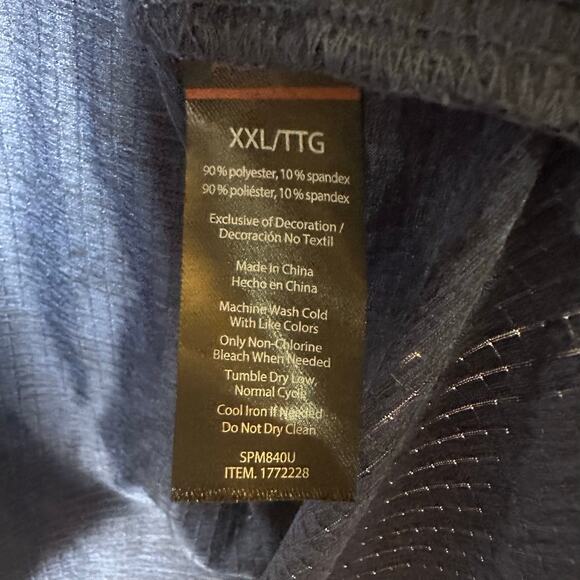 XXL/TTG
90 % polyester, 10 % spandex
90 % poliéster, 10 % spandex
Exclusive of Decoration /
Decoración No Textil
Made in China
Hecho en China
Machine Wash Cold
With Like Colors
Only Non-Chlorine
Bleach When Needed
Tumble Dry Low,
Normal Cycle
Cool Iron If Needed
Do Not Dry Clean
SPM840U
ITEM. 1772228